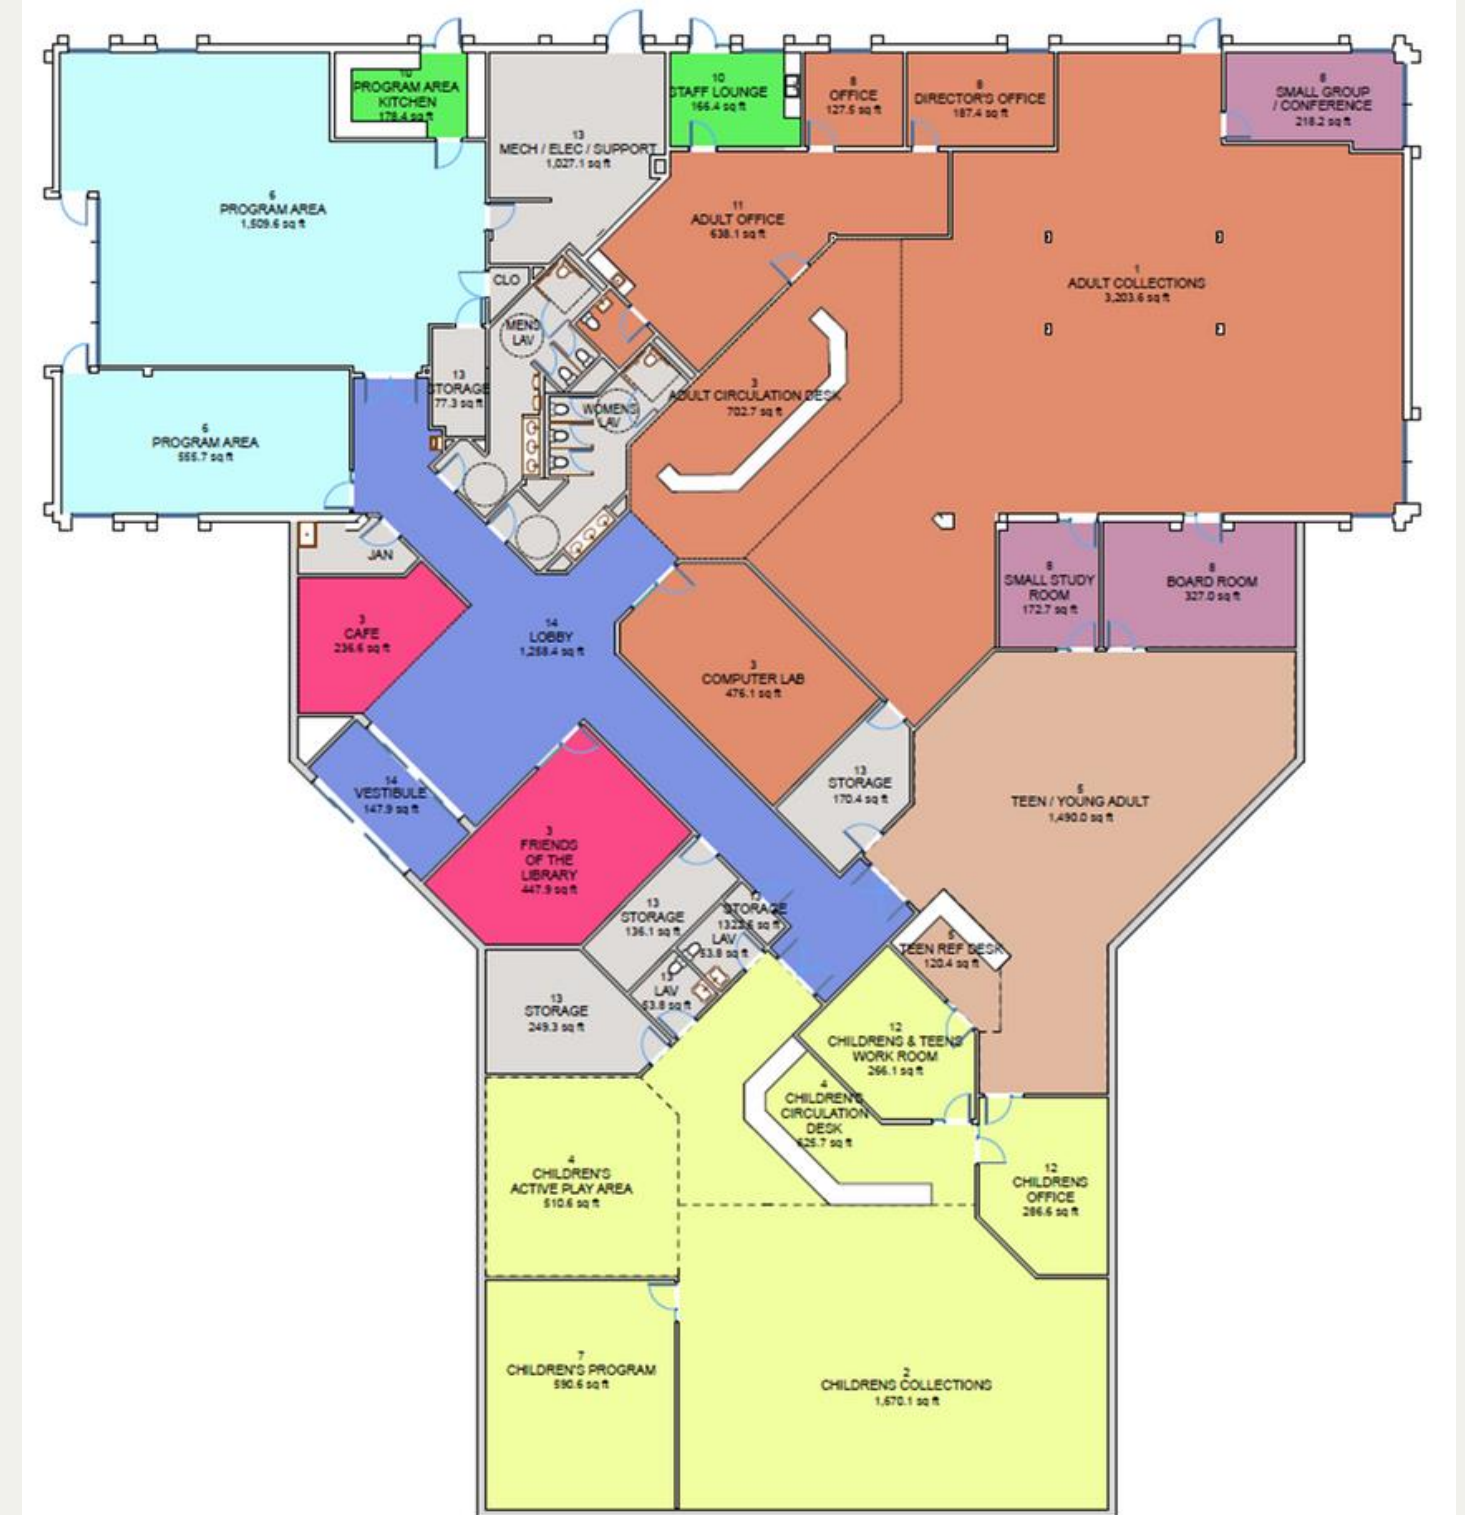 10
PROGRAM AREA
KITCHEN
178.4 sq ft
13
MECH / ELEC / SUPPORT
1,027.1 sq ft
10
STAFF LOUNGE
166.4 sq ft
8
OFFICE
127.5 sq ft
DIRECTOR'S OFFICE
187.4 sq ft
SMALL GROUP
/ CONFERENCE
218.2 sq ft
6
PROGRAM AREA
1,509.6 sq ft
11
ADULT OFFICE
638.1 sq ft
1
ADULT COLLECTIONS
3,203.6 sq ft
CLO
MENS
LAV
13
STORAGE
77.3 sq ft
WOMENS
LAV
3
ADULT CIRCULATION DESK
702.7 sq ft
6
PROGRAM AREA
555.7 sq ft
JAN
3
CAFE
236.6 sq ft
14
LOBBY
1,258.4 sq ft
3
COMPUTER LAB
476.1 sq ft
SMALL STUDY
ROOM
172.7 sq ft
BOARD ROOM
327.0 sq ft
14
VESTIBULE
147.9 sq ft
13
STORAGE
170.4 sq ft
5
TEEN / YOUNG ADULT
1,490.0 sq ft
3
FRIENDS
OF THE
LIBRARY
447.9 sq ft
13
STORAGE
136.1 sq ft
STORAGE
LAV
53.8 sq ft
5
TEEN REF DESK
120.4 sq ft
13
LAV
53.8 sq ft
13
STORAGE
249.3 sq ft
12
CHILDRENS & TEENS
WORK ROOM
266.1 sq ft
4
CHILDREN'S
CIRCULATION
DESK
625.7 sq ft
4
CHILDREN'S
ACTIVE PLAY AREA
510.6 sq ft
12
CHILDRENS
OFFICE
286.6 sq ft
7
CHILDREN'S PROGRAM
590.6 sq ft
2
CHILDRENS COLLECTIONS
1,670.1 sq ft